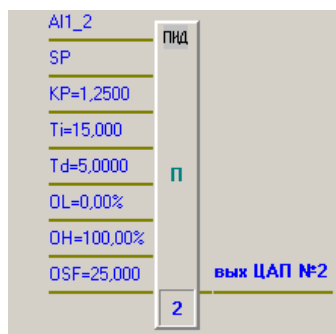 AI1_2
ПИД
SP
KP=1,2500
Ti=15,000
Td=5,0000
П
OL=0,00%
OH=100,00%
OSF=25,000
вых ЦАП №2
2